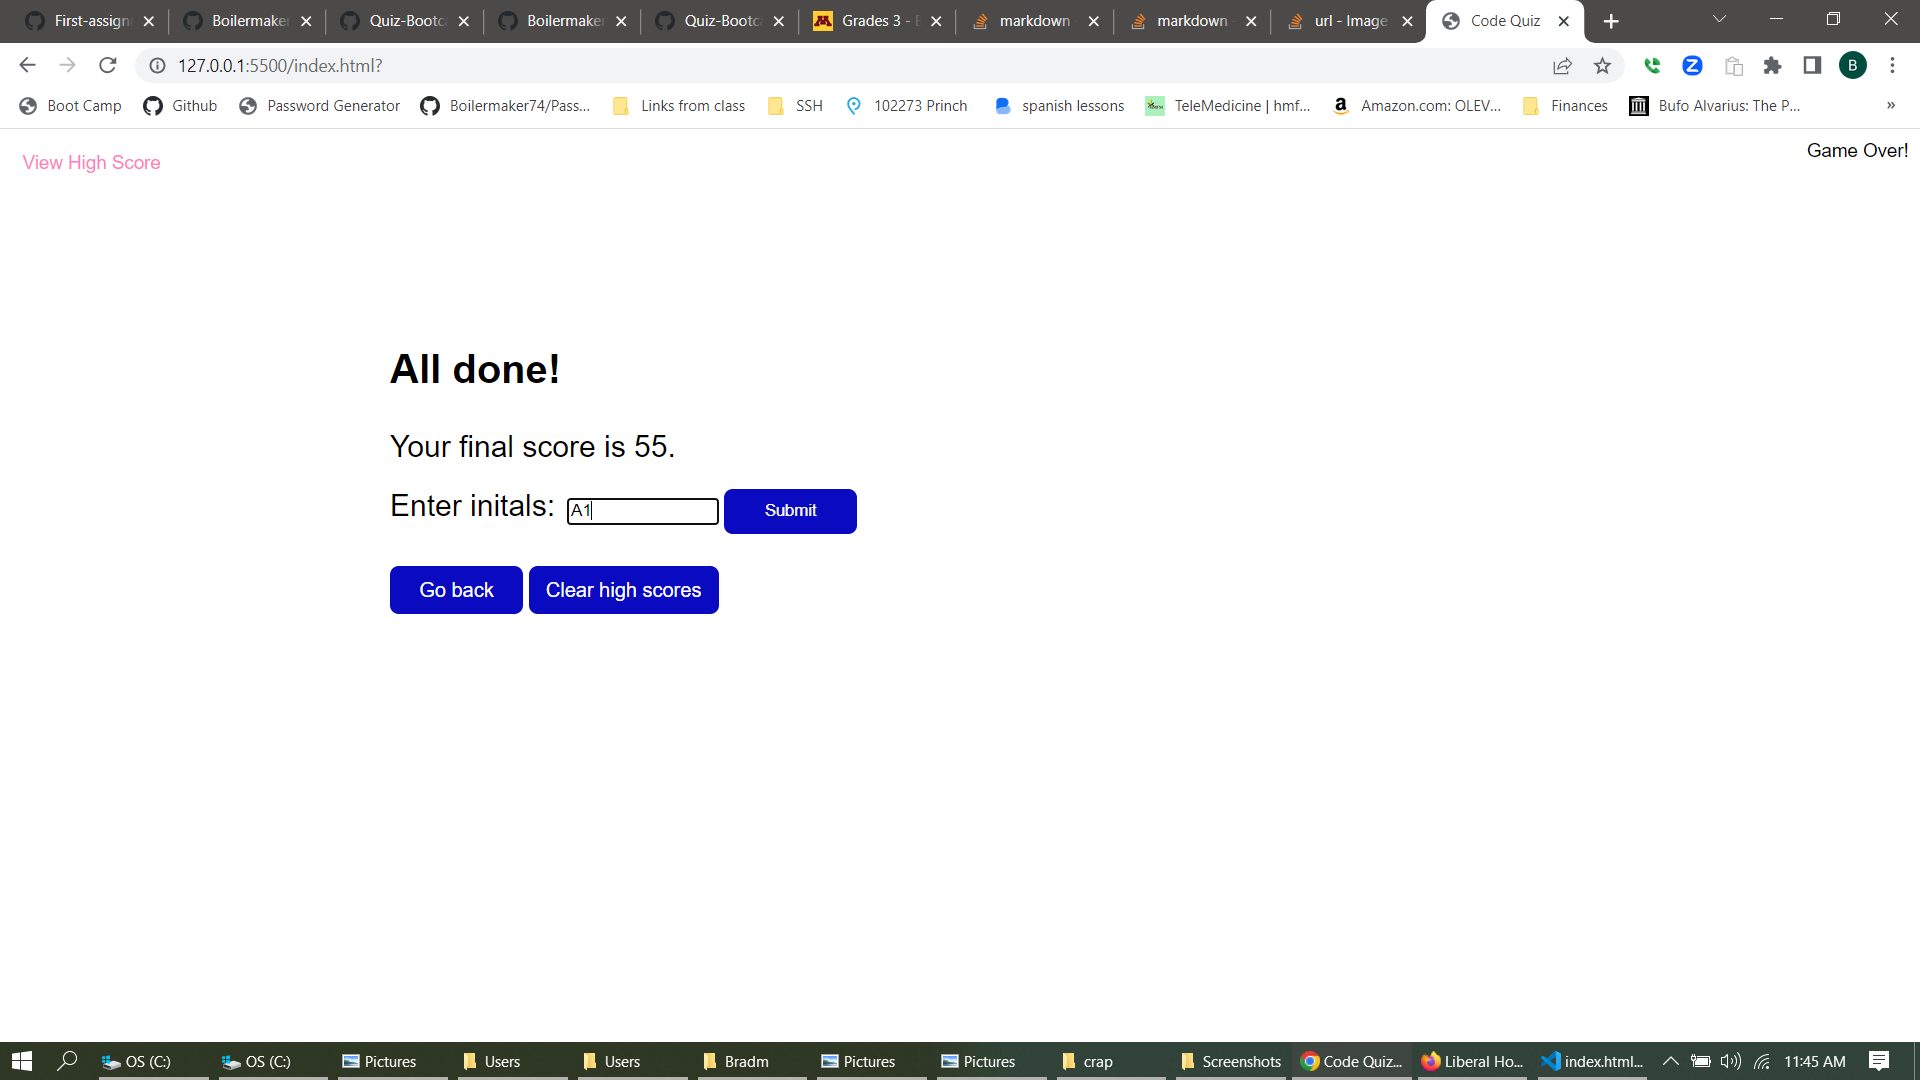 First-assign
Boilermaker
Quiz-Bootc
Boilermaker
Quiz-Bootc
Grades 3 -
markdown
markdown
url - Image
Code Quiz
127.0.0.1:5500/index.html?
B
Boot Camp
Github
Password Generator
Boilermaker74/Pass...
Links from class
SSH
102273 Princh
spanish lessons
TeleMedicine | hmf...
Amazon.com: OLEV...
Finances
Bufo Alvarius: The P...
»
View High Score
Game Over!
All done!
Your final score is 55.
Enter initals: A1 Submit
Go back
Clear high scores
OS (C:)
OS (C:)
Pictures
Users
Users
Bradm
Pictures
Pictures
crap
Screenshots
Code Quiz...
Liberal Ho...
index.html...
11:45 AM